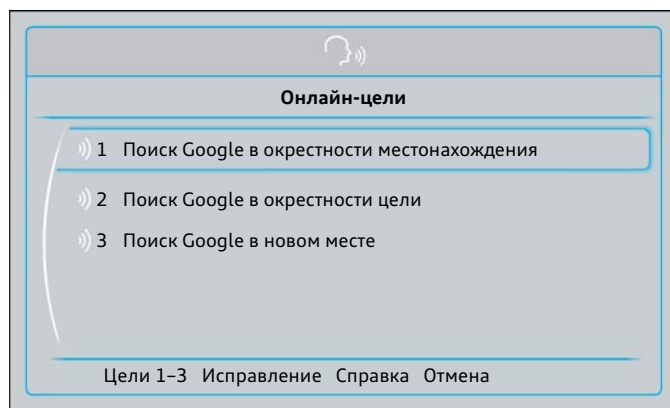 Онлайн-цели
1 Поиск Google в окрестности местонахождения
2 Поиск Google в окрестности цели
3 Поиск Google в новом месте
Цели 1–3 Исправление Справка Отмена